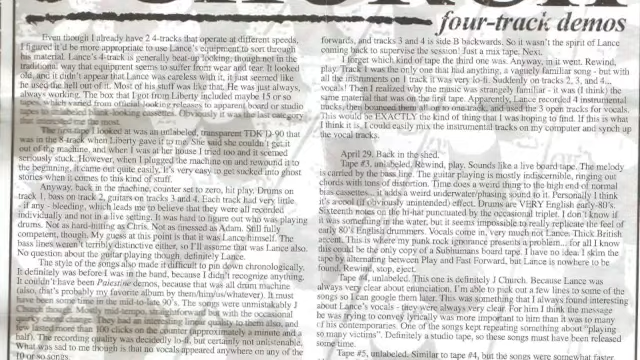 four-track demos
Even though I already have 2 4-tracks that operate at different speeds,
I figured it'd be more appropriate to use Lance's equipment to sort through
his material. Lance's 4-track is generally beat-up looking, though not in the
traditional way that equipment seems to suffer from wear and tear. It looked
old, and it didn't appear that Lance was careless with it, it just seemed like
he used the hell out of it. Most of his stuff was like that. He was just always,
always working. The box that I got from Liberty included maybe 15 or so
tapes, which varied from official looking releases to apparent board or studio
tapes to unlabeled blank-looking cassettes. Obviously it was that last category
that interested me the most.
The first tape I looked at was an unlabeled, transparent TDK D-90 that
was in the 8-track when Liberty gave it to me. She said she couldn't get it
out of the machine, and when I was at her house I tried too and it seemed
seriously stuck. However, when I plugged the machine on and rewound it to
the beginning, it came out quite easily. It's very easy to get sucked into ghost
stories when it comes to this kind of stuff.
Anyway, back in the machine, counter set to zero, hit play. Drums on
track 1, bass on track 2, guitars on tracks 3 and 4. Each track had very little,
if any - bleeding, which leads me to believe that they were all recorded
individually and not in a live setting. It was hard to figure out who was playing
drums. Not as hard-hitting as Chris. Not as finessed as Adam. Still fully
competent, though. My guess at this point is that it was Lance himself. The
bass lines weren't terribly distinctive either, so I'll assume that was Lance also.
No question about the guitar playing though, definitely Lance.
The style of the songs also made it difficult to pin down chronologically.
It definitely was before I was in the band, because I didn't recognize anything.
It couldn't have been Palestine demos, because that was all drum machine
(also, that's probably my favorite album by them/him/us/whatever). It must
have been some time in the mid-to-late 90's. The songs were unmistakably J
Church though. Mostly mid-tempo, straightforward and with the occasional
quirky change. They had an amazing linear quality to them also, and
few lasted more than 100 clicks on the counter (approximately a minute and a
half). The recording quality was decidedly lo-fi, but certainly not unlistenable.
What was sad to me though is that no vocals appeared anywhere on any of the
10 or so songs.
forwards, and tracks 3 and 4 is side B backwards. So it wasn't the spirit of Lance
coming back to supervise the session! Just a mix tape. Next.
I forget which kind of tape the third one was. Anyway, in it went. Rewind,
play. Track 1 was the only one that had anything, a vaguely familiar song - but with
all the instruments on 1 track it was very lo-fi. Suddenly on tracks 2, 3, and 4...
vocals! Then I realized why the music was strangely familiar - it was (I think) the
same material that was on the first tape. Apparently, Lance recorded 4 instrumental
tracks, then bounced them all onto one track, and used the 3 open tracks for vocals.
This would be EXACTLY the kind of thing that I was hoping to find. If this is what
I think it is, I could easily mix the instrumental tracks on my computer and synch up
the vocal tracks.
April 29. Back in the shed.
Tape #3, unlabeled. Rewind, play. Sounds like a live board tape. The melody
is carried by the bass line. The guitar playing is mostly indiscernible, ringing out
chords with tons of distortion. Time does a weird thing to the high end of normal
bias cassettes... it adds a weird underwater/phasing sound to it. Personally I think
it's a cool (if obviously unintended) effect. Drums are VERY English early-80's.
Sixteenth notes on the hi-hat punctuated by the occasional triplet. I don't know if
it was something in the water, but it seems impossible to really replicate the feel of
early 80's English drummers. Vocals come in, very much not Lance. Thick British
accent. This is where my punk rock ignorance presents a problem... for all I know
this could be the only copy of a Subhumans board tape. I have no idea! I skim the
tape by alternating between Play and Fast Forward, but Lance is nowhere to be
found. Rewind, stop, eject.
Tape #4, unlabeled. This one is definitely J Church. Because Lance was
always very clear about enunciation, I'm able to pick out a few lines to some of the
songs so I can google them later. This was something that I always found interesting
about Lance's vocals - they were always very clear. For him I think the message
he was trying to convey lyrically was more important to him than it was to many
of his contemporaries. One of the songs kept repeating something about "playing
so many victims". Definitely a studio tape, so these songs must have been released
some time.
Tape #5, unlabeled. Similar to tape #4, but the songs were somewhat harder